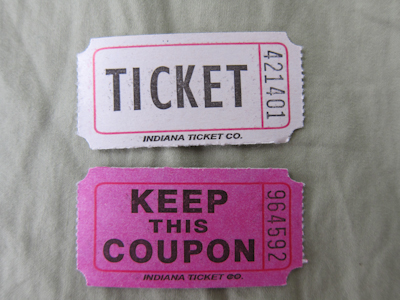 TICKET
421401
INDIANA TICKET CO.
KEEP
THIS
COUPON
964592
INDIANA TICKET CO.